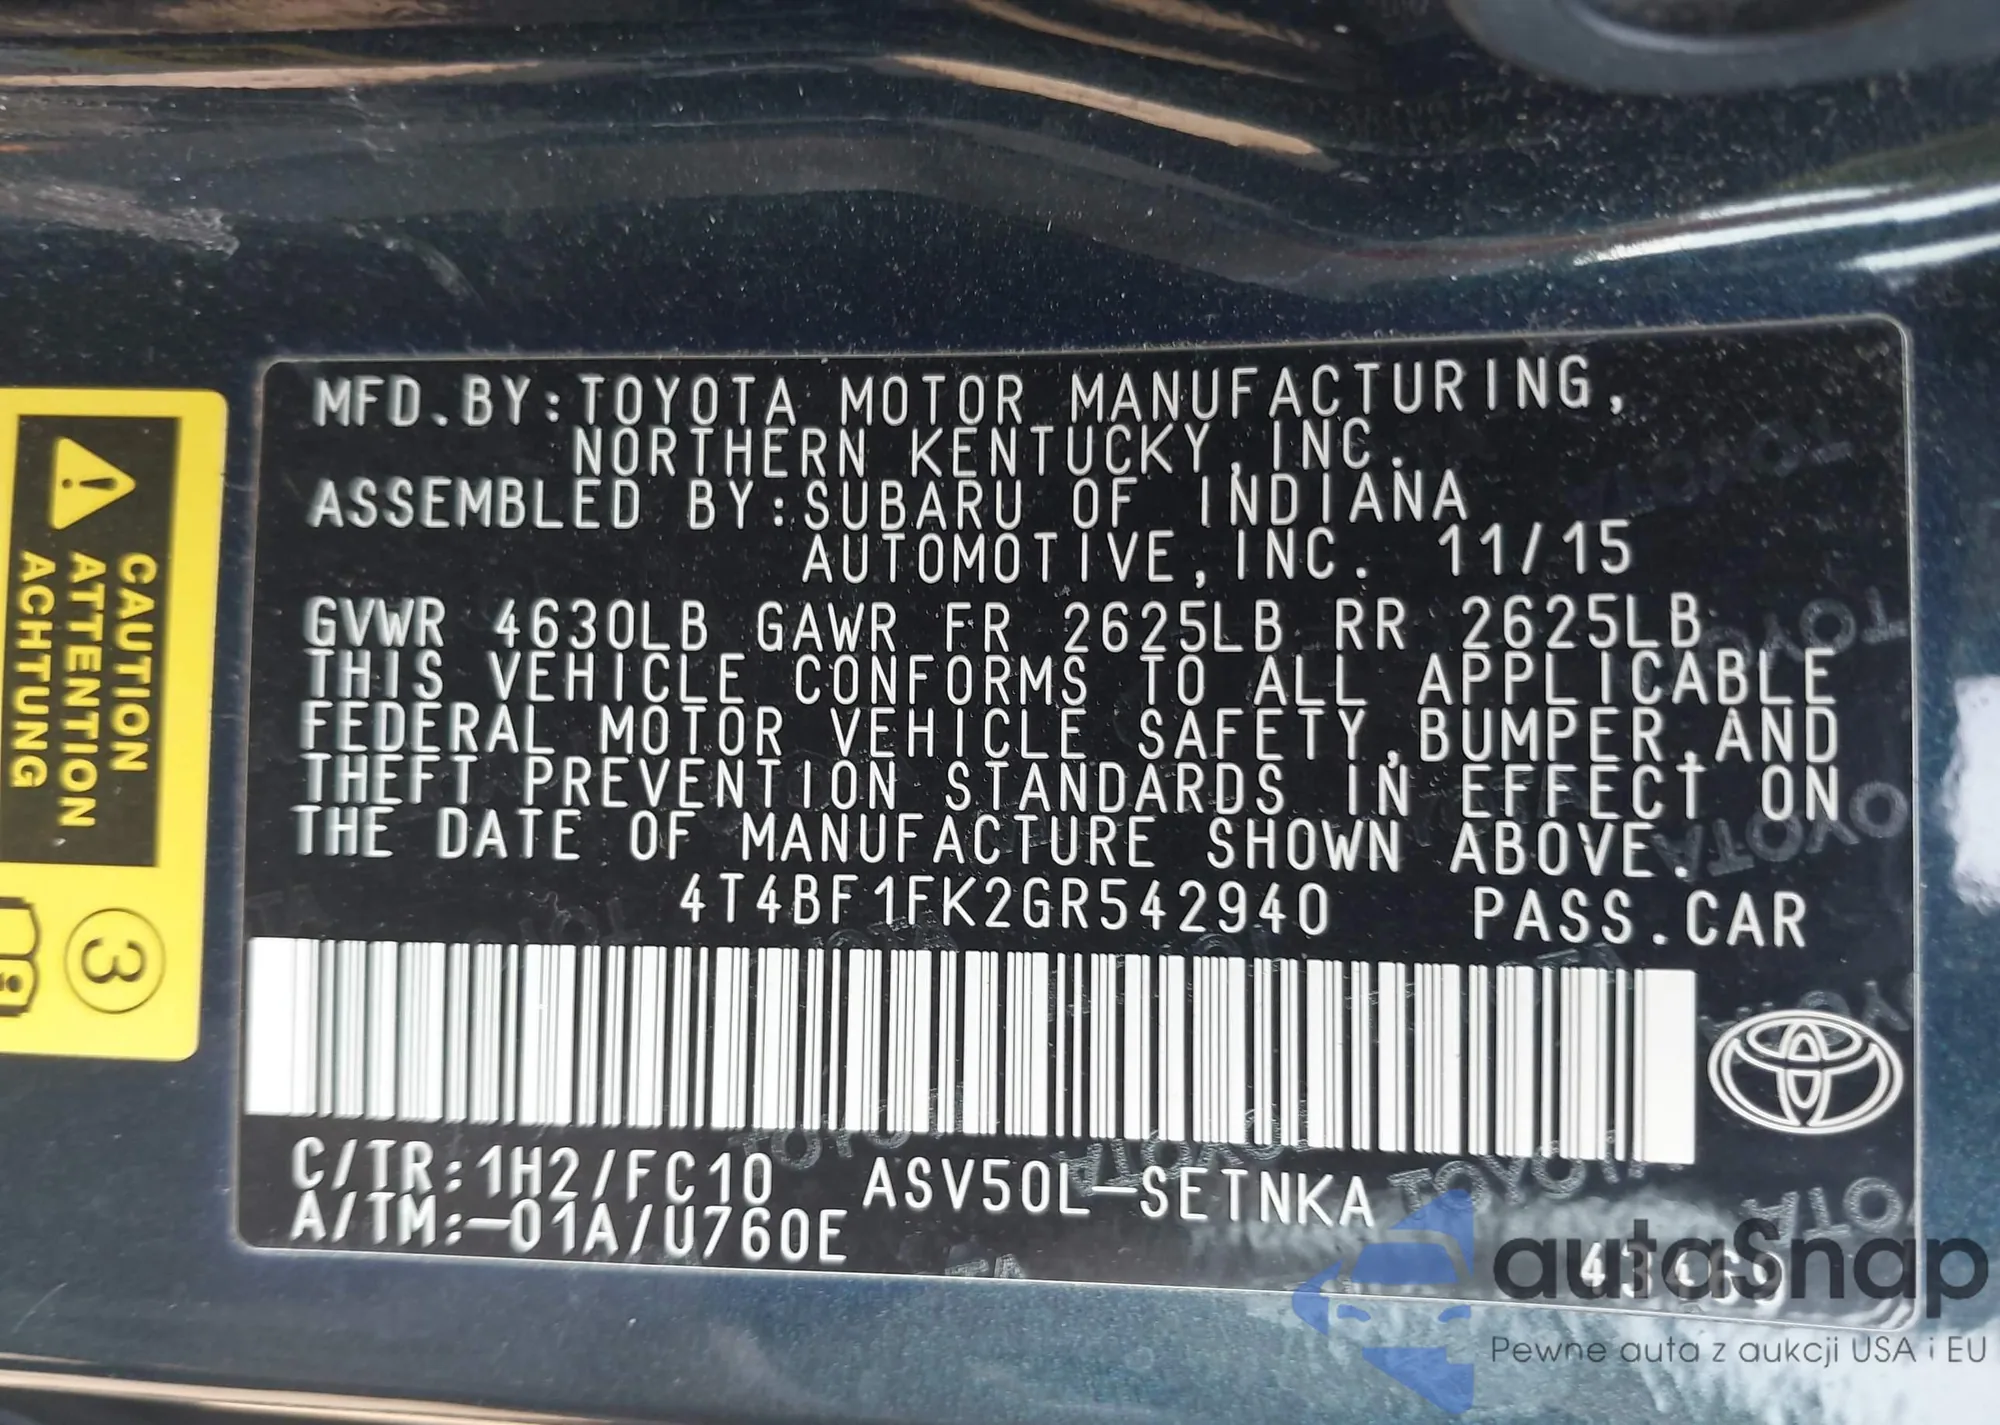 MFD.BY:TOYOTA MOTOR MANUFACTURING,
NORTHERN KENTUCKY,INC.
ASSEMBLED BY:SUBARU OF INDIANA
AUTOMOTIVE,INC. 11/15
GVWR 4630LB GAWR FR 2625LB RR 2625LB
THIS VEHICLE CONFORMS TO ALL APPLICABLE
FEDERAL MOTOR VEHICLE SAFETY,BUMPER,AND
THEFT PREVENTION STANDARDS IN EFFECT ON
THE DATE OF MANUFACTURE SHOWN ABOVE.
4T4BF1FK2GR542940 PASS.CAR
C/TR:1H2/FC10 ASV50L-SETNKA
A/TM:-01A/U760E
CAUTION
ATTENTION
ACHTUNG
3
autaSnap
Pewne auta z aukcji USA i EU